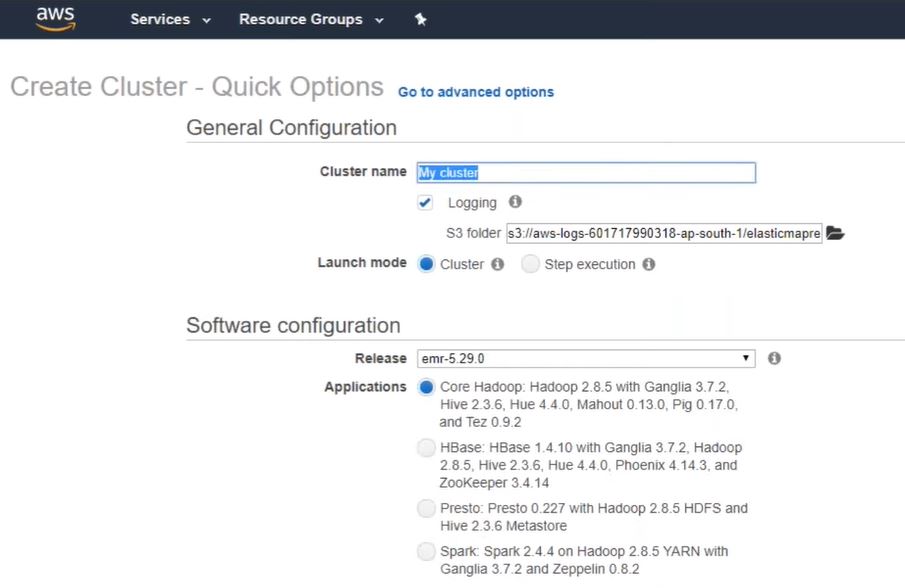 aws Services Resource Groups
Create Cluster - Quick Options Go to advanced options
General Configuration
Cluster name My cluster
Logging
S3 folder s3://aws-logs-601717990318-ap-south-1/elasticmapre
Launch mode Cluster Step execution
Software configuration
Release emr-5.29.0
Applications Core Hadoop: Hadoop 2.8.5 with Ganglia 3.7.2,
Hive 2.3.6, Hue 4.4.0, Mahout 0.13.0, Pig 0.17.0,
and Tez 0.9.2
HBase: HBase 1.4.10 with Ganglia 3.7.2, Hadoop
2.8.5, Hive 2.3.6, Hue 4.4.0, Phoenix 4.14.3, and
ZooKeeper 3.4.14
Presto: Presto 0.227 with Hadoop 2.8.5 HDFS and
Hive 2.3.6 Metastore
Spark: Spark 2.4.4 on Hadoop 2.8.5 YARN with
Ganglia 3.7.2 and Zeppelin 0.8.2